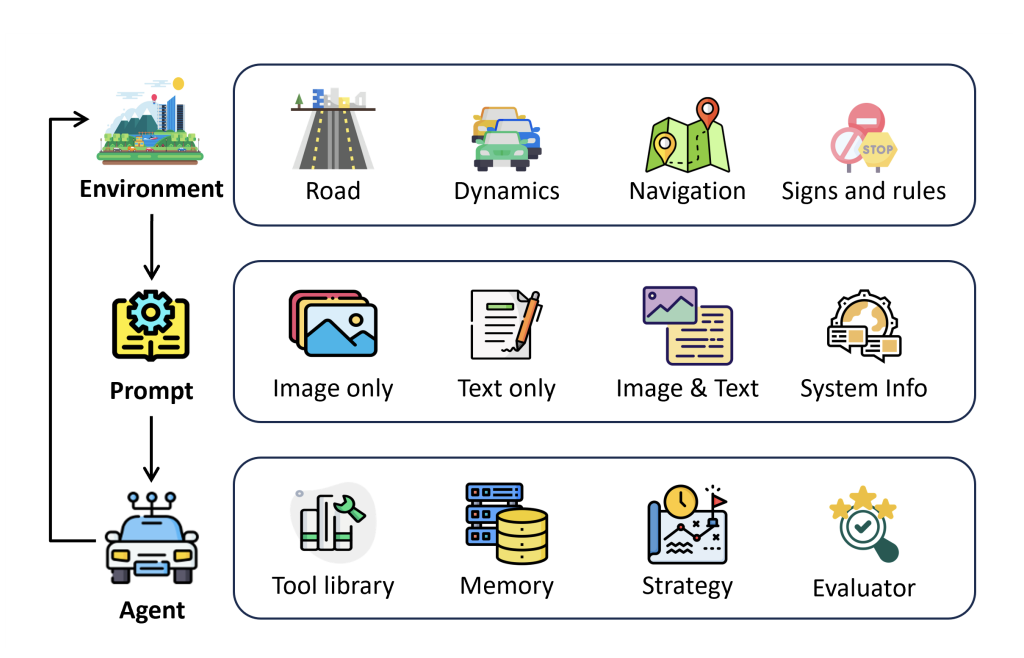 Environment
Road
Dynamics
Navigation
STOP
Signs and rules
Prompt
Image only
Text only
Image & Text
System Info
Agent
Tool library
Memory
Strategy
Evaluator